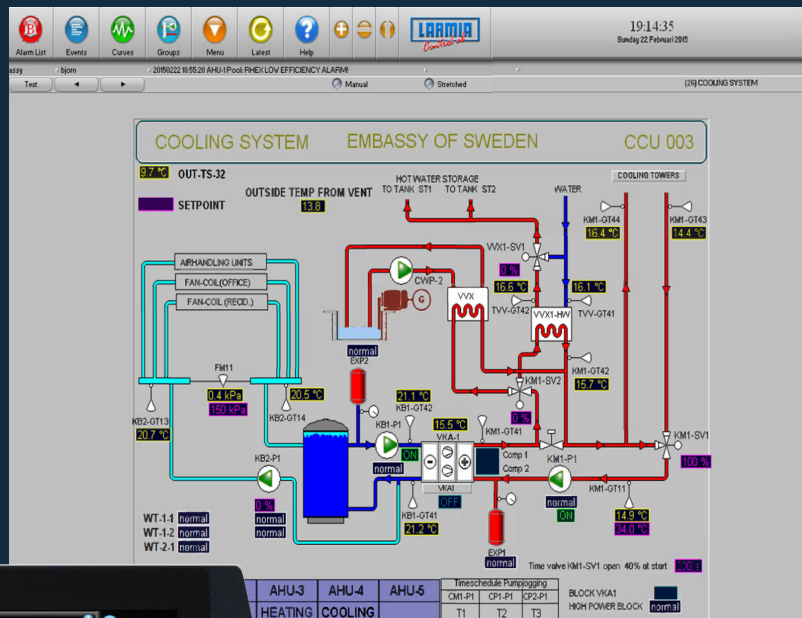 19:14:35
Sunday 22 Februari 2015
Alarm List Events Curves Groups Menu Latest Help
LARMIA
Control ab
assy bjorn 20150222 18:55:20 AHU-1 Pool: RHEX LOW EFFICIENCY ALARM!
Text Manual Stretched (26) COOLING SYSTEM
COOLING SYSTEM EMBASSY OF SWEDEN CCU 003
9.7 °C OUT-TS-32
SETPOINT
OUTSIDE TEMP FROM VENT
13.8
HOT WATER STORAGE
TO TANK ST1 TO TANK ST2
WATER
COOLING TOWERS
KM1-GT44
16.4 °C
KM1-GT43
14.4 °C
VVX1-SV1
0 %
AIRHANDLING UNITS
FAN-COIL(OFFICE)
FAN-COIL (RECID.)
CWP-2
G
VVX
16.6 °C
TVV-GT42
16.1 °C
TVV-GT41
VVX1-HW
normal
EXP2
KM1-GT42
15.7 °C
KM1-SV2
0 %
FM11
0.4 kPa
150 kPa
20.5 °C
KB2-GT14
KB2-GT13
20.7 °C
21.1 °C
KB1-GT42
KB1-P1
ON
normal
15.5 °C
VKA-1
KM1-GT41
Comp 1
Comp 2
VKA1
OFF
KM1-SV1
100 %
KM1-P1
normal
ON
KM1-GT11
14.9 °C
34.0 °C
KB2-P1
0 %
normal
normal
KB1-GT41
21.2 °C
EXP1
normal
WT-1-1 normal
WT-1-2 normal
WT-2-1 normal
Time valve KM1-SV1 open 40% at start
AHU-3 AHU-4 AHU-5
HEATING COOLING
Timeschedule Pumpjogging
CM1-P1 CP1-P1 CP2-P1
T1 T2 T3
BLOCK VKA1
HIGH POWER BLOCK normal